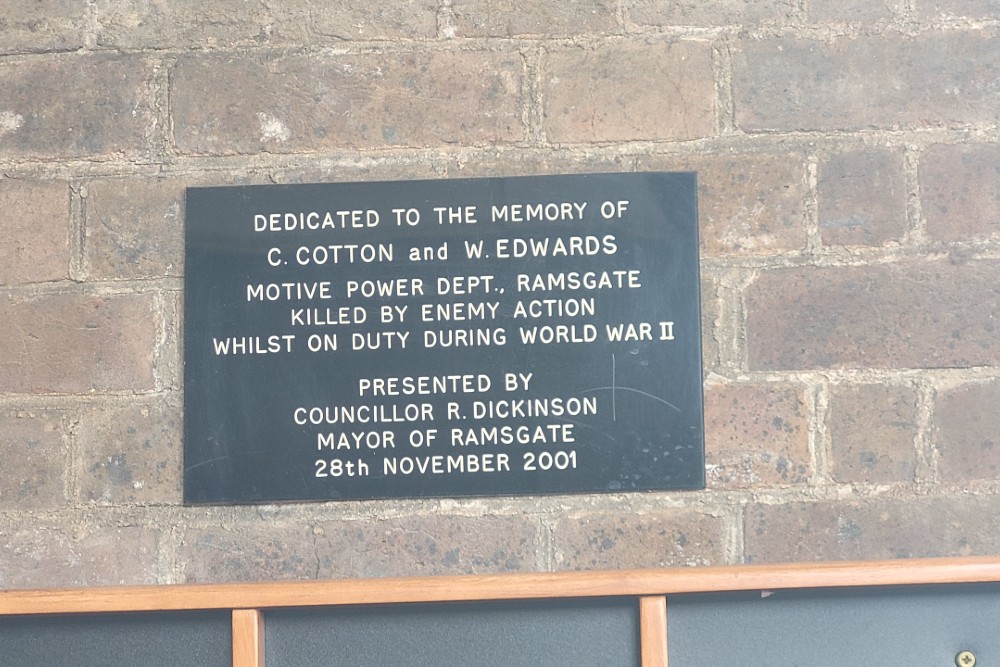 DEDICATED TO THE MEMORY OF
C. COTTON and W. EDWARDS
MOTIVE POWER DEPT., RAMSGATE
KILLED BY ENEMY ACTION
WHILST ON DUTY DURING WORLD WAR II
PRESENTED BY
COUNCILLOR R. DICKINSON
MAYOR OF RAMSGATE
28th NOVEMBER 2001